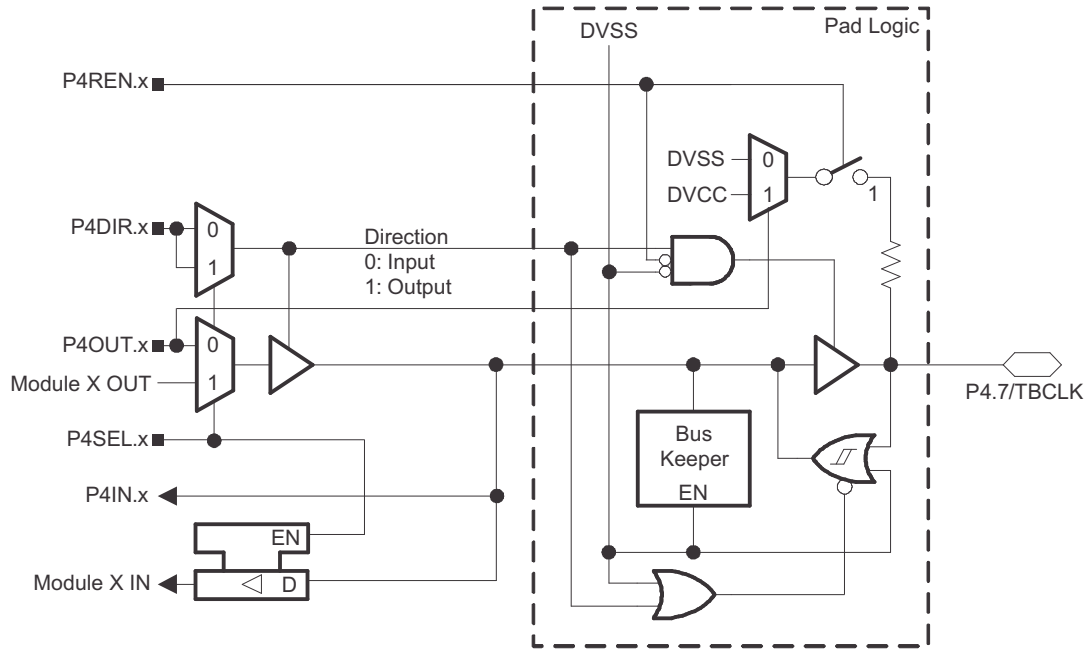 DVSS
Pad Logic
P4REN.x
DVSS
0
DVCC
1
1
P4DIR.x
0
1
Direction
0: Input
1: Output
P4OUT.x
0
Module X OUT
1
P4.7/TBCLK
P4SEL.x
Bus
Keeper
EN
P4IN.x
EN
Module X IN
D